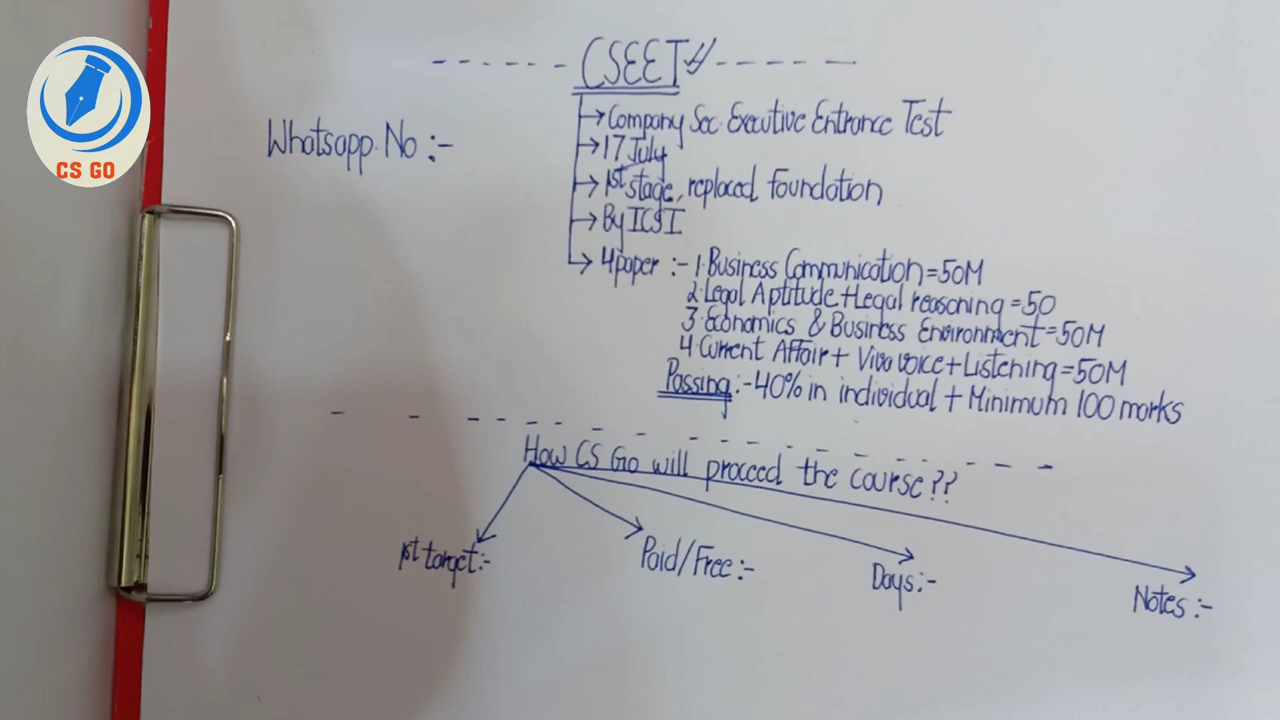 CS GO
CSEET
Whatsapp No :-
Company Sec. Executive Entrance Test
17 July
1st stage, replaced Foundation
By ICSI
4 paper :- 1. Business Communication = 50M
2. Legal Aptitude + Legal reasoning = 50
3. Economics & Business Environment = 50M
4. Current Affair + Viva voice + Listening = 50M
Passing :- 40% in individual + Minimum 100 marks
How CS Go will proceed the course ??
1st target :-
Paid/Free :-
Days :-
Notes :-